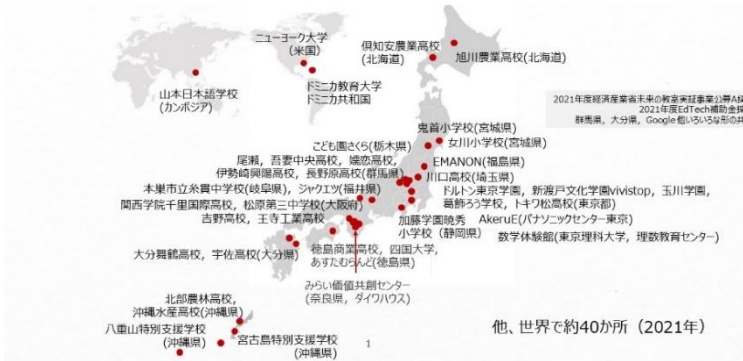 ニューヨーク大学
(米国)
倶知安農業高校
(北海道)
旭川農業高校(北海道)
山本日本語学校
(カンボジア)
ドミニカ教育大学
ドミニカ共和国
2021年度経済産業省未来の教室実証事業公募A採
2021年度EdTech補助金採
群馬県，大分県，Google他いろいろな形の共
鬼首小学校(宮城県)
女川小学校(宮城県)
こども園さくら(栃木県)
尾瀬，吾妻中央高校，嬬恋高校，
伊勢崎興陽高校，長野原高校(群馬県)
EMANON(福島県)
川口高校(埼玉県)
本巣市立糸貫中学校(岐阜県)，ジャクエツ(福井県)
関西学院千里国際高校，松原第三中学校(大阪府)
ドルトン東京学園，新渡戸文化学園vivistop，玉川学園，
葛飾ろう学校，トキワ松高校(東京都)
吉野高校，王寺工業高校
加藤学園暁秀
小学校（静岡県）
AkeruE(パナソニックセンター東京)
数学体験館(東京理科大学，理数教育センター)
大分舞鶴高校，宇佐高校(大分県)
徳島商業高校，四国大学，
あすたむらんど(徳島県)
みらい価値共創センター
(奈良県，ダイワハウス)
北部農林高校，
沖縄水産高校(沖縄県)
八重山特別支援学校
(沖縄県)
宮古島特別支援学校
(沖縄県)
1
他、世界で約40か所（2021年）